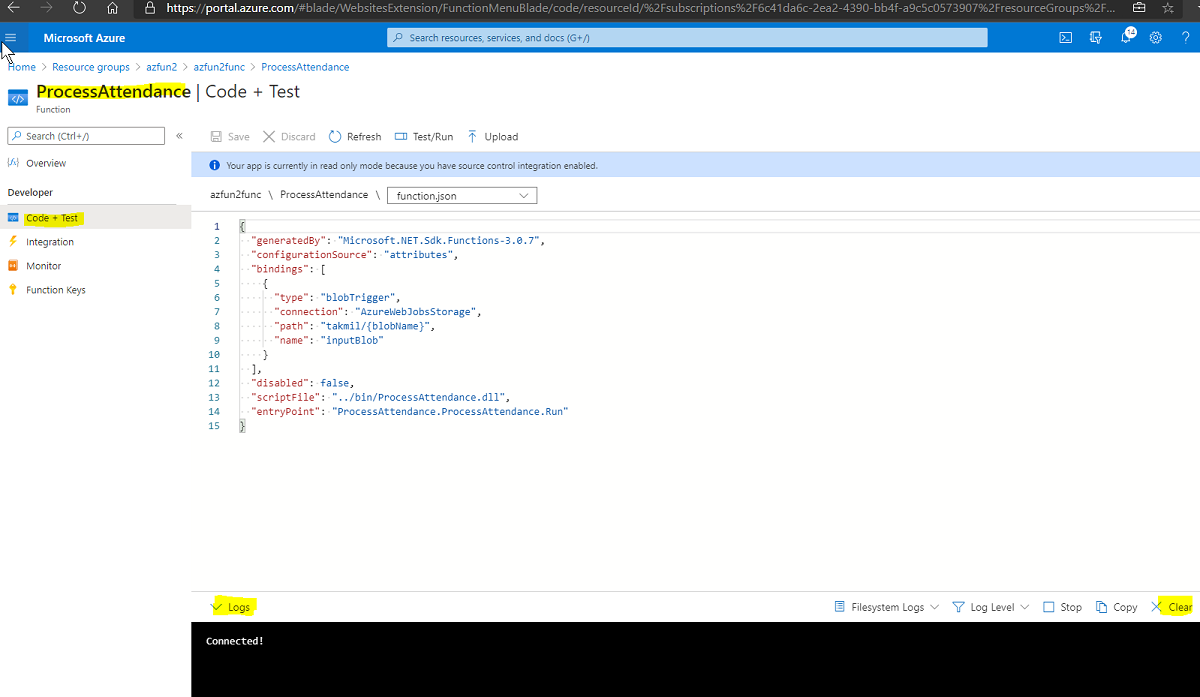 https://portal.azure.com/#blade/WebsitesExtension/FunctionMenuBlade/code/resourceId/%2Fsubscriptions%2F6c41da6c-2ea2-4390-bb4f-a9c5c0573907%2FresourceGroups%2F...
Microsoft Azure
Search resources, services, and docs (G+/)
14
Home > Resource groups > azfun2 > azfun2func > ProcessAttendance
ProcessAttendance | Code + Test
Function
Search (Ctrl+/)
«
Save
Discard
Refresh
Test/Run
Upload
Overview
Developer
Code + Test
Integration
Monitor
Function Keys
Your app is currently in read only mode because you have source control integration enabled.
azfun2func \ ProcessAttendance \ function.json
1 {
2 "generatedBy": "Microsoft.NET.Sdk.Functions-3.0.7",
3 "configurationSource": "attributes",
4 "bindings": [
5 {
6 "type": "blobTrigger",
7 "connection": "AzureWebJobsStorage",
8 "path": "takmil/{blobName}",
9 "name": "inputBlob"
10 }
11 ],
12 "disabled": false,
13 "scriptFile": "../bin/ProcessAttendance.dll",
14 "entryPoint": "ProcessAttendance.ProcessAttendance.Run"
15 }
Logs
Filesystem Logs
Log Level
Stop
Copy
Clear
Connected!